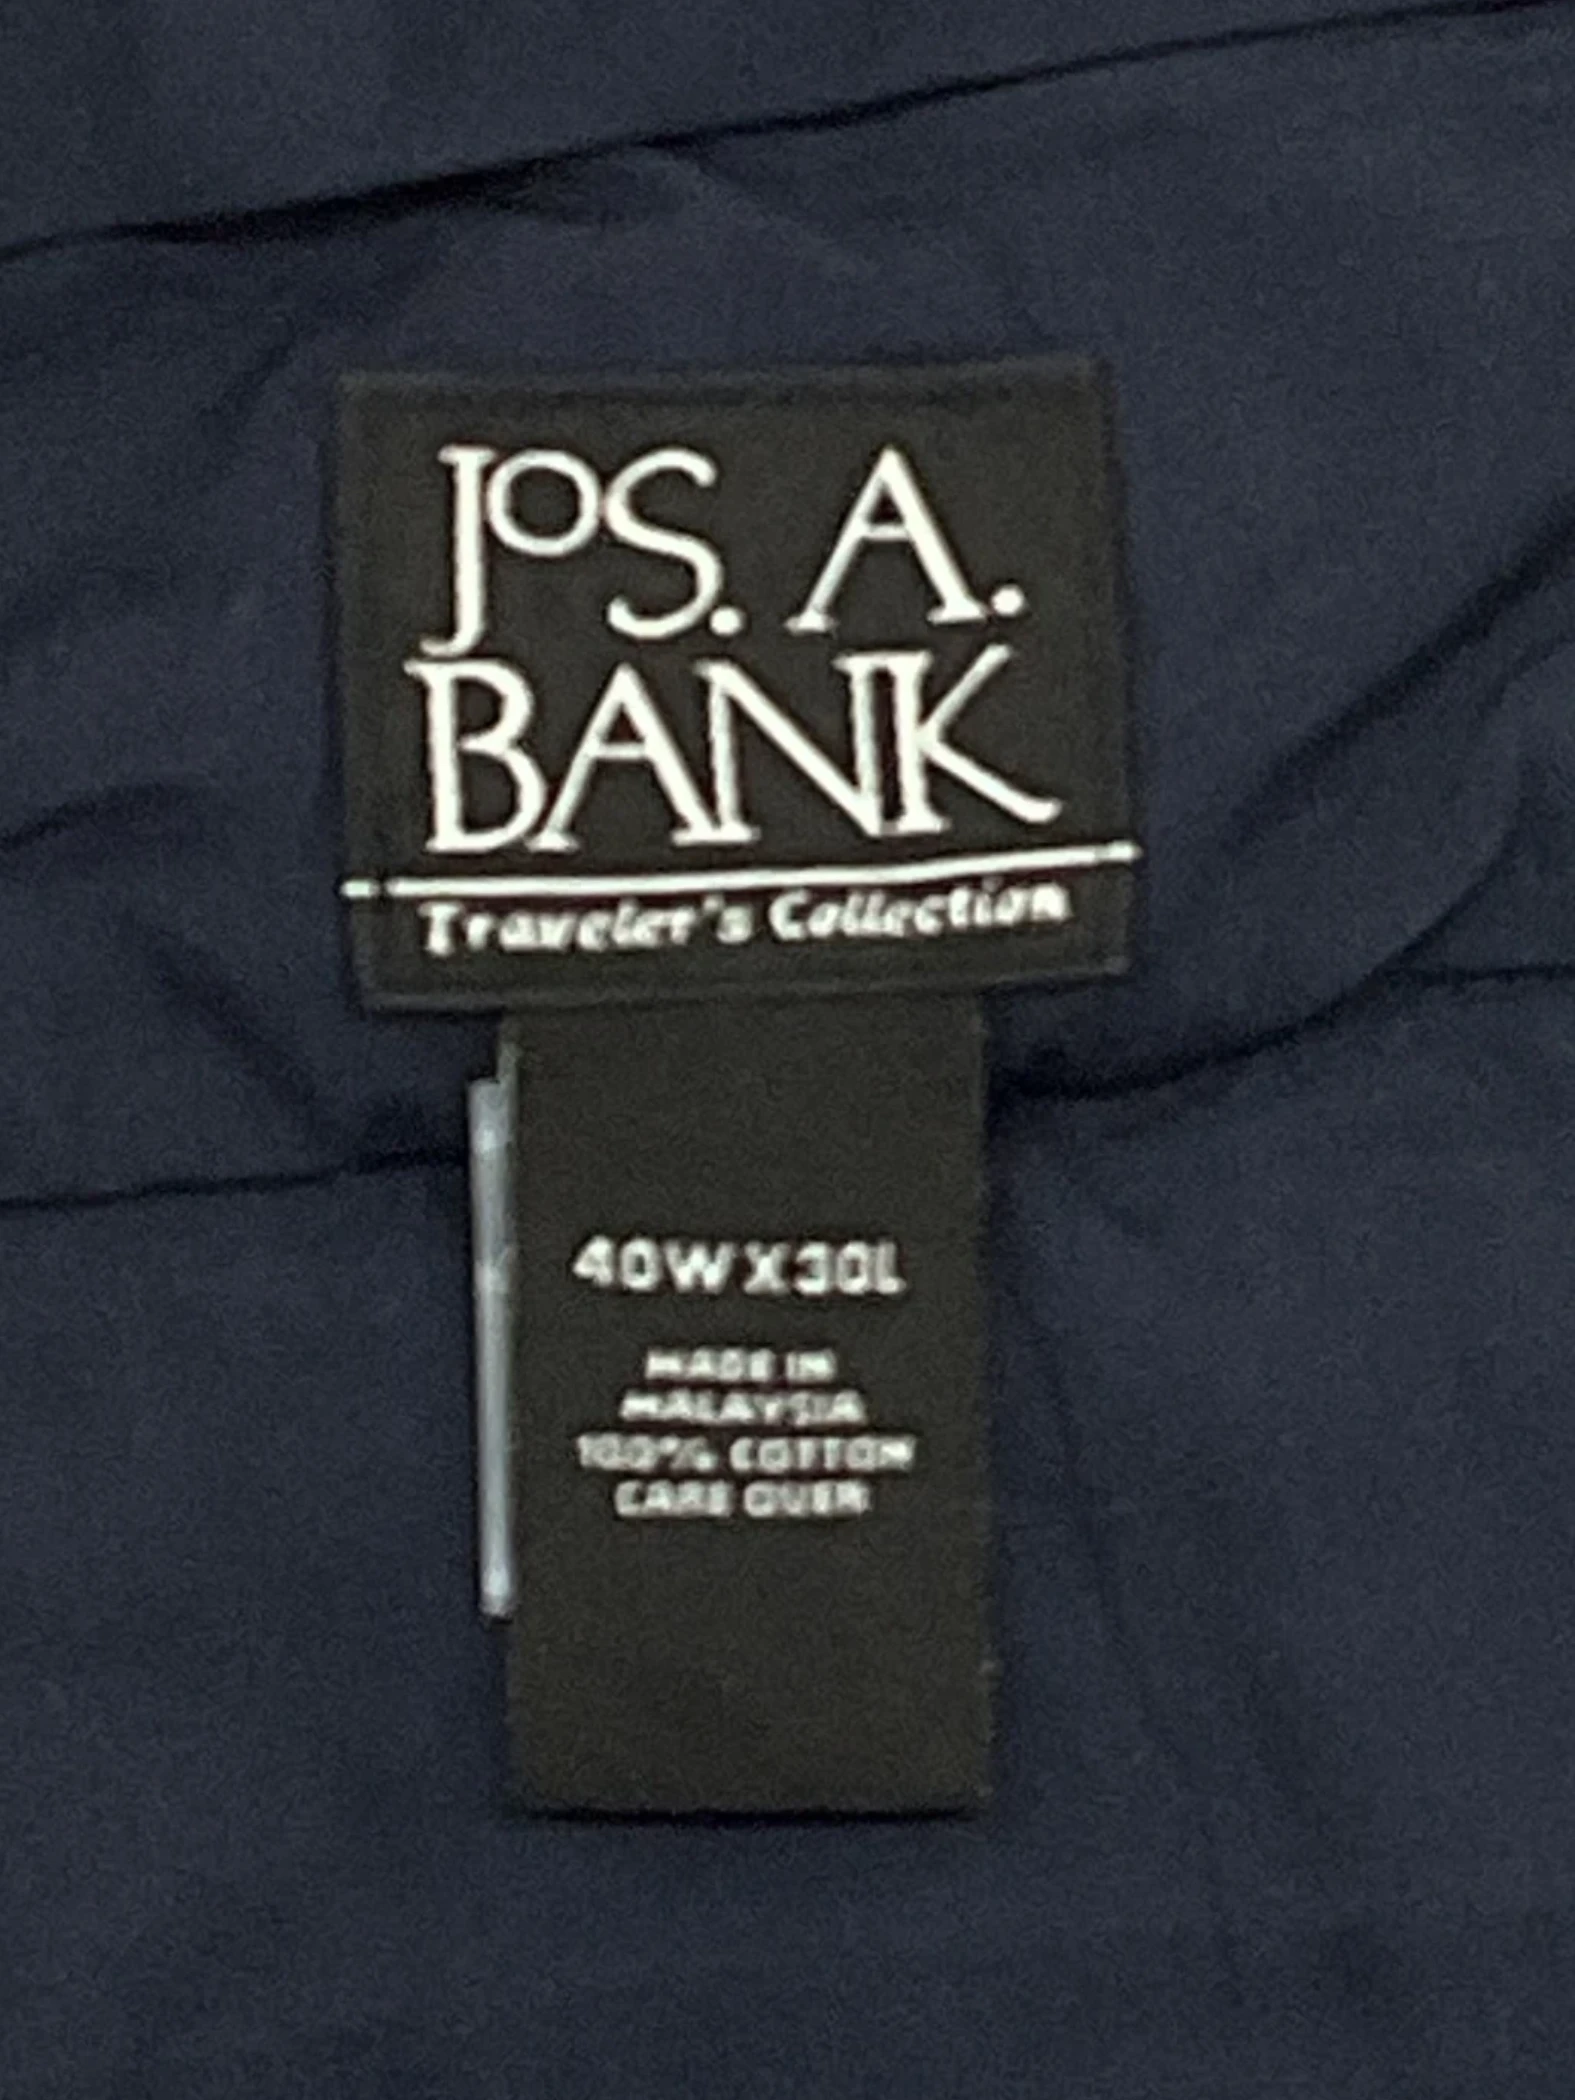 JoS. A.
BANK
Traveler's Collection
40W X 30L
MADE IN
MALAYSIA
100% COTTON
CARE OVER